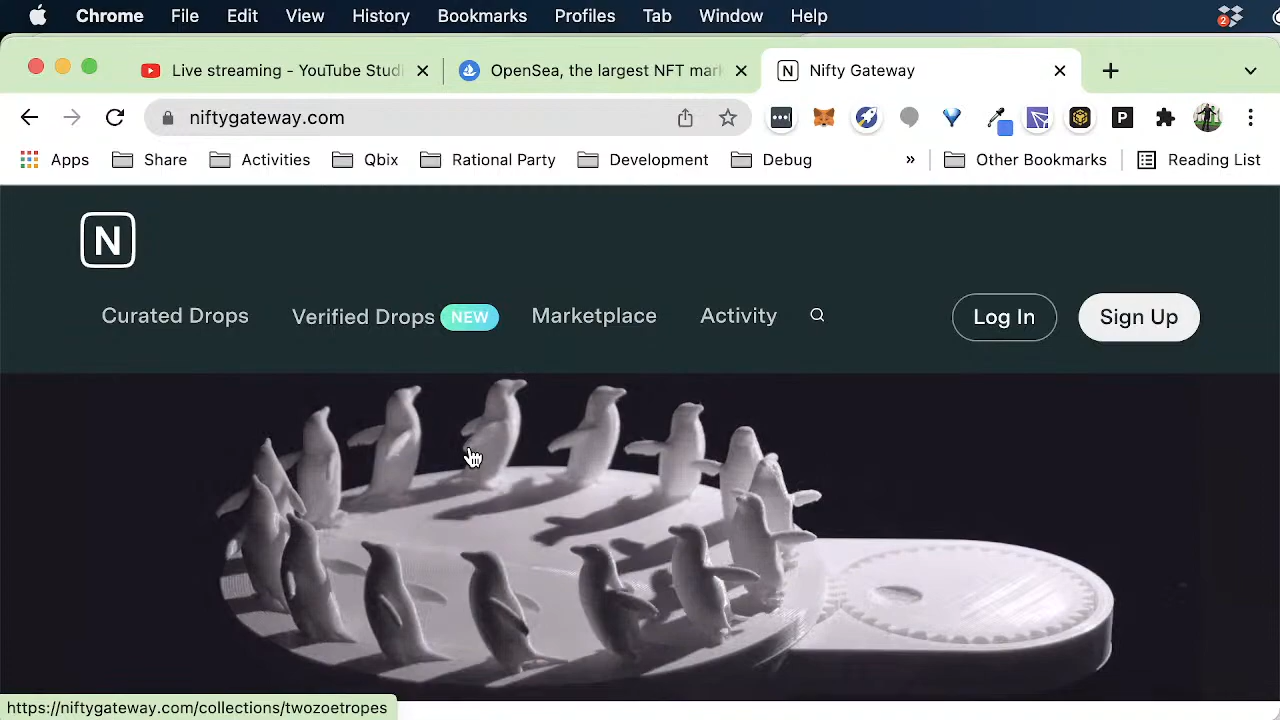 Chrome File Edit View History Bookmarks Profiles Tab Window Help 2
Live streaming - YouTube Studi OpenSea, the largest NFT mar N Nifty Gateway
niftygateway.com P
Apps Share Activities Qbix Rational Party Development Debug » Other Bookmarks Reading List
N
Curated Drops Verified Drops NEW Marketplace Activity Log In Sign Up
https://niftygateway.com/collections/twozoetropes